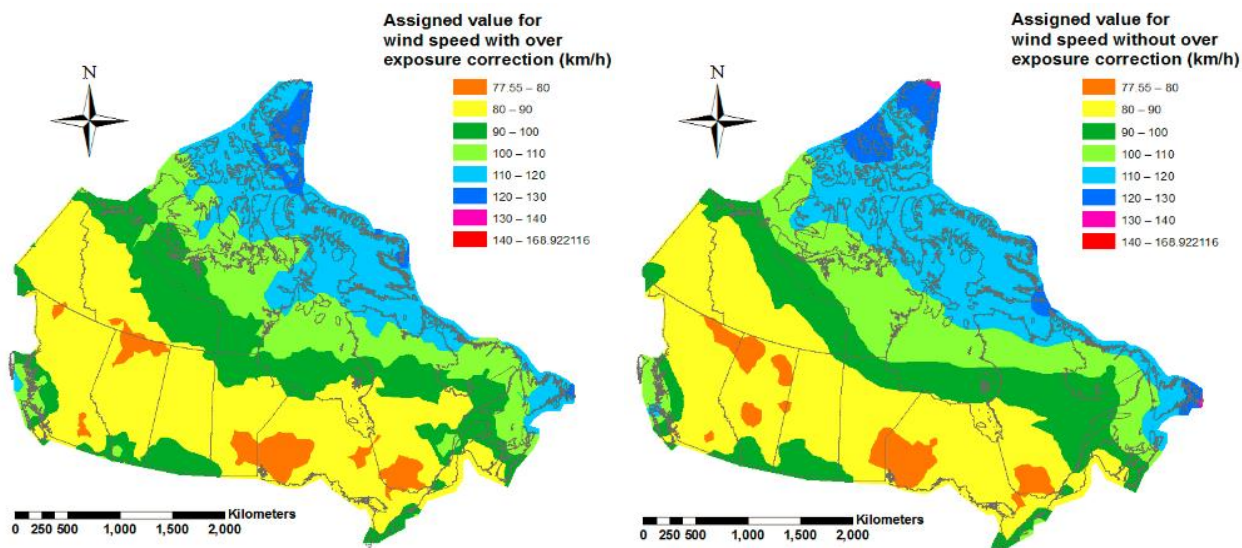 Assigned value for
wind speed with over
exposure correction (km/h)
77.55 – 80
80 – 90
90 – 100
100 – 110
110 – 120
120 – 130
130 – 140
140 – 168.922116
N
Kilometers
0 250 500 1,000 1,500 2,000
Assigned value for
wind speed without over
exposure correction (km/h)
77.55 – 80
80 – 90
90 – 100
100 – 110
110 – 120
120 – 130
130 – 140
140 – 168.922116
N
Kilometers
0 250 500 1,000 1,500 2,000